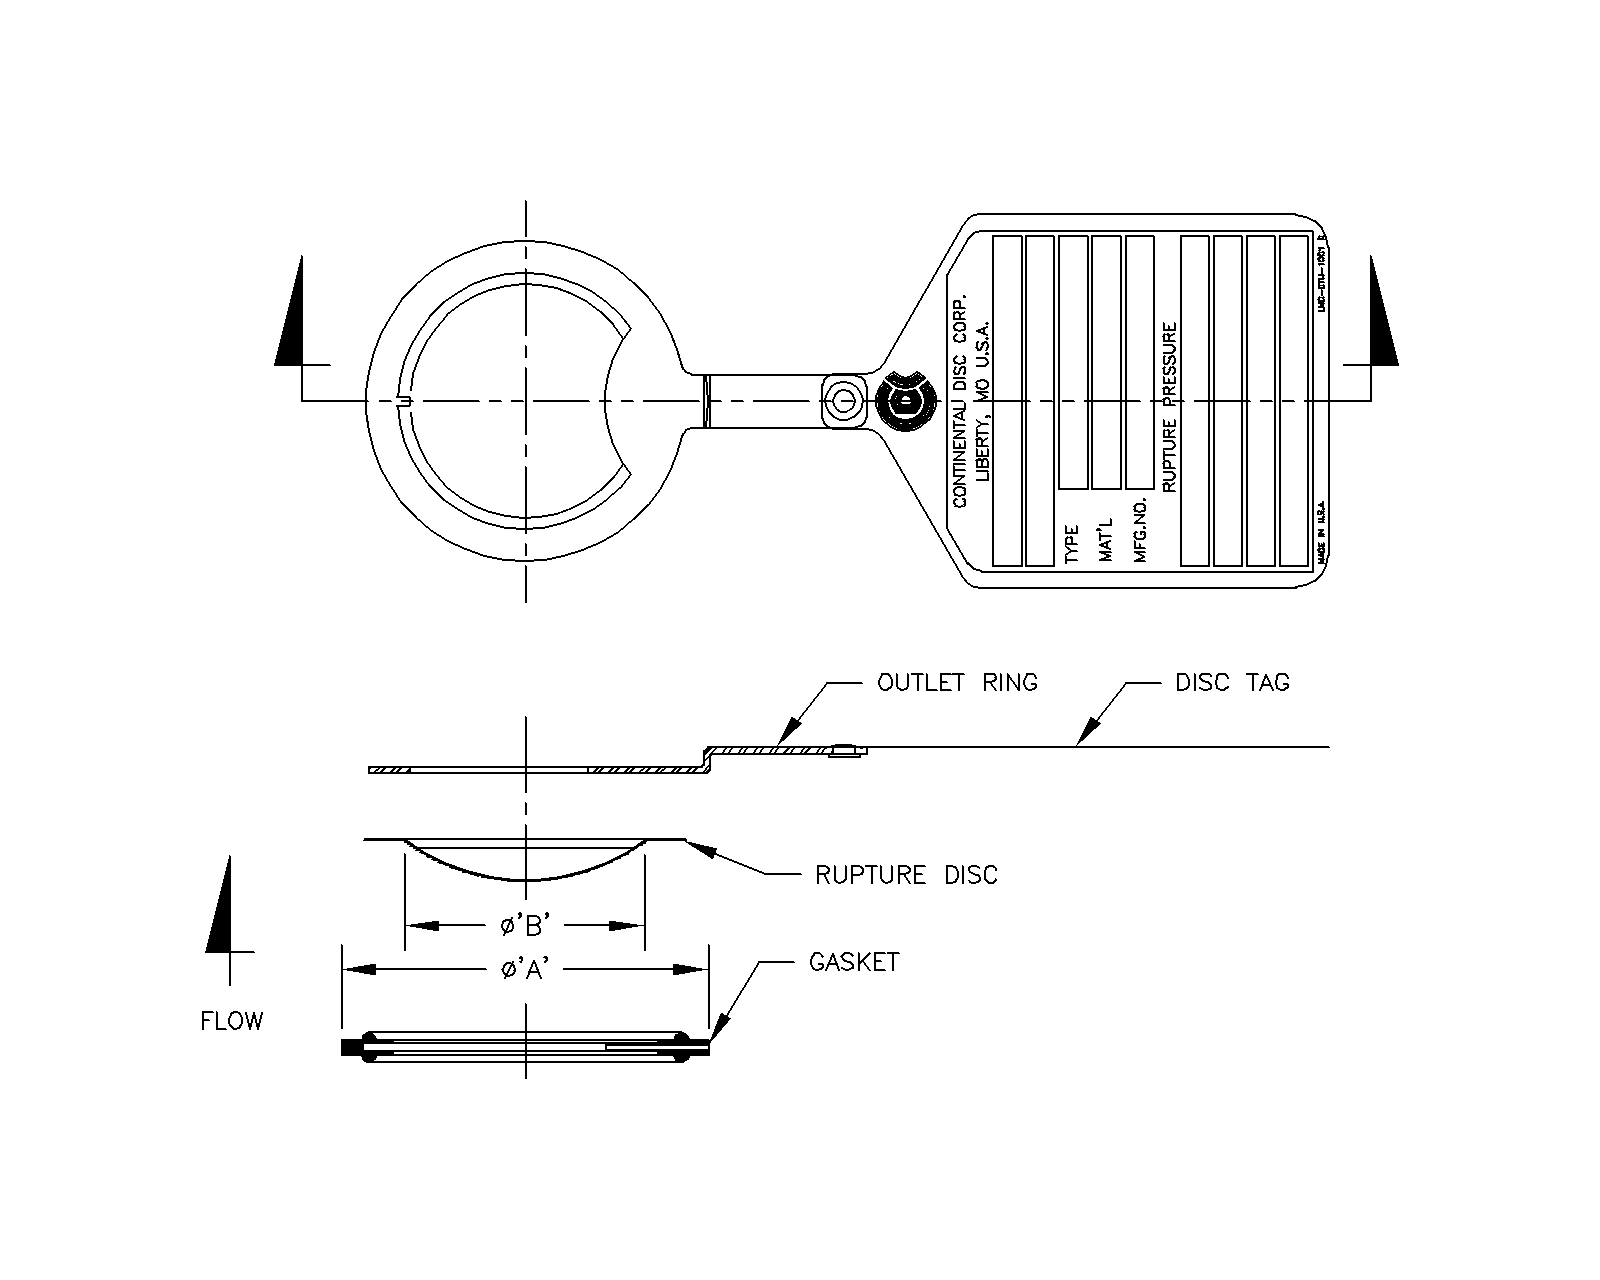 CONTINENTAL DISC CORP.
LIBERTY, MO U.S.A.
TYPE
MAT'L
MFG.NO.
RUPTURE PRESSURE
MADE IN U.S.A.
OUTLET RING
DISC TAG
RUPTURE DISC
ø'B'
ø'A'
GASKET
FLOW